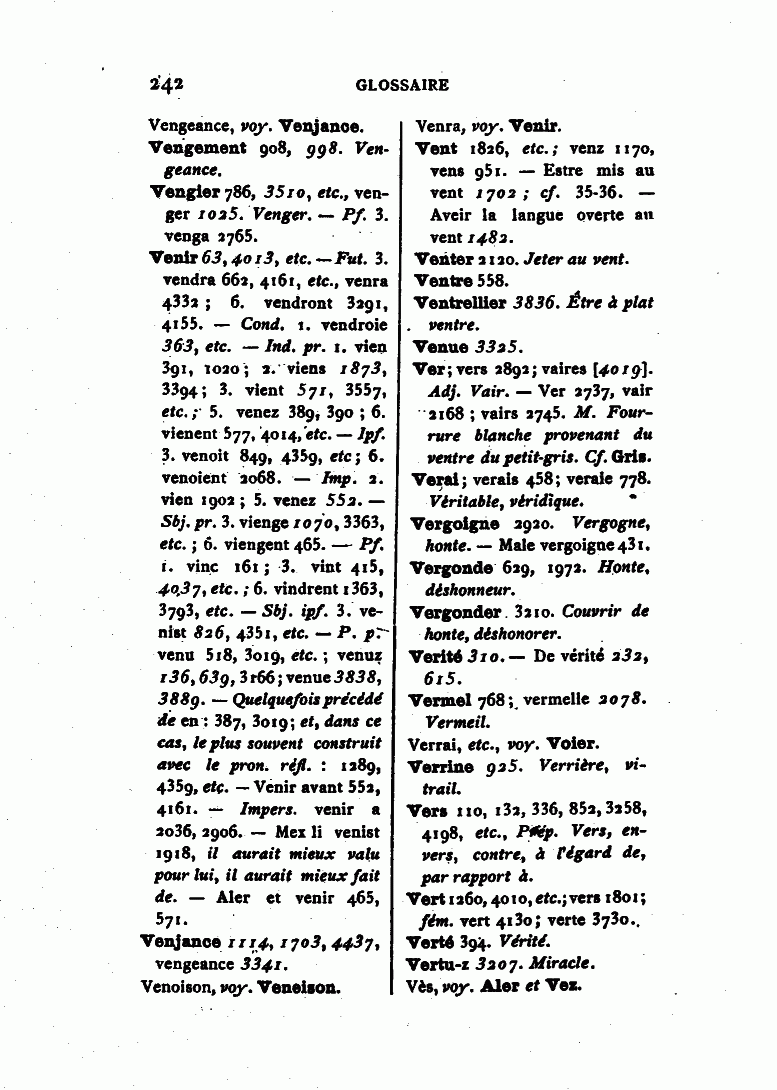 242 GLOSSAIRE
Vengeance, voy. Venjance.
Vengement 908, 998. Ven-
geance.
Vengier 786, 3510, etc., ven-
ger 1025. Venger. — Pf. 3.
venga 2765.
Venir 63, 4013, etc. — Fut. 3.
vendra 662, 4161, etc., venra
4332 ; 6. vendront 3291,
4155. — Cond. 1. vendroie
363, etc. — Ind. pr. 1. vien
391, 1020 ; 2. viens 1873,
3394 ; 3. vient 571, 3557,
etc. ; 5. venez 389, 390 ; 6.
vienent 577, 4014, etc. — Ipf.
3. venoit 849, 4359, etc ; 6.
venoient 2068. — Imp. 2.
vien 1902 ; 5. venez 552. —
Sbj. pr. 3. vienge 1070, 3363,
etc. ; 6. viengent 465. — Pf.
1. vinc 161 ; 3. vint 415,
4037, etc. ; 6. vindrent 1363,
3793, etc. — Sbj. ipf. 3. ve-
nist 826, 4351, etc. — P. p.
venu 518, 3019, etc. ; venuz
136, 639, 3166 ; venue 3838,
3889. — Quelquefois précédé
de en : 387, 3019 ; et, dans ce
cas, le plus souvent construit
avec le pron. réfl. : 1289,
4359, etc. — Venir avant 552,
4161. — Impers. venir a
2036, 2906. — Mex li venist
1918, il aurait mieux valu
pour lui, il aurait mieux fait
de. — Aler et venir 465,
571.
Venjance 1114, 1703, 4437,
vengeance 3341.
Venoison, voy. Veneison.
Venra, voy. Venir.
Vent 1826, etc. ; venz 1170,
vens 951. — Estre mis au
vent 1702 ; cf. 35-36. —
Aveir la langue overte au
vent 1482.
Venter 2120. Jeter au vent.
Ventre 558.
Ventrellier 3836. Être à plat
ventre.
Venue 3325.
Ver ; vers 2892 ; vaires [4019].
Adj. Vair. — Ver 2737, vair
2168 ; vairs 2745. M. Four-
rure blanche provenant du
ventre du petit-gris. Cf. Gris.
Verai ; verais 458 ; veraie 778.
Véritable, véridique.
Vergoigne 2920. Vergogne,
honte. — Male vergoigne 431.
Vergonde 629, 1972. Honte,
déshonneur.
Vergonder 3210. Couvrir de
honte, déshonorer.
Verité 310. — De vérité 232,
615.
Vermel 768 ; vermelle 2078.
Vermeil.
Verrai, etc., voy. Voier.
Verrine 925. Verrière, vi-
trail.
Vers 110, 132, 336, 852, 3258,
4198, etc., Prép. Vers, en-
vers, contre, à l'égard de,
par rapport à.
Vert 1260, 4010, etc. ; vers 1801 ;
fém. vert 4130 ; verte 3730.
Verté 394. Vérité.
Vertu-z 3207. Miracle.
Vès, voy. Aler et Vez.